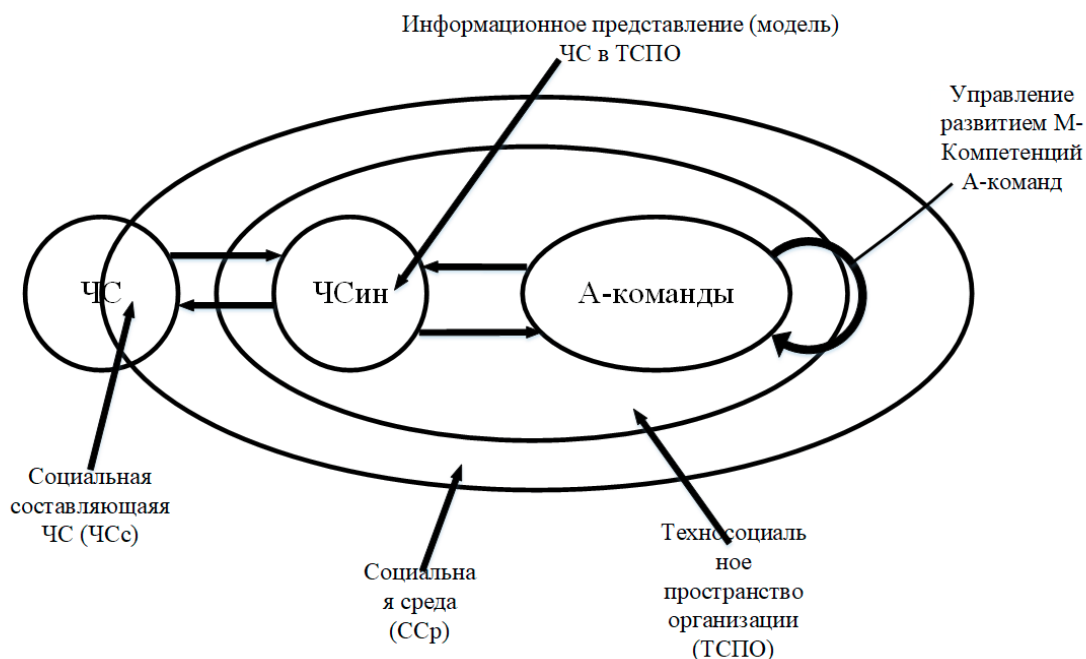 Информационное представление (модель)
ЧС в ТСПО
Управление
развитием М-
Компетенций
А-команд
ЧС
ЧСин
А-команды
Социальная
составляющаяя
ЧС (ЧСс)
Социальна
я среда
(ССр)
Техносоциаль
ное
пространство
организации
(ТСПО)